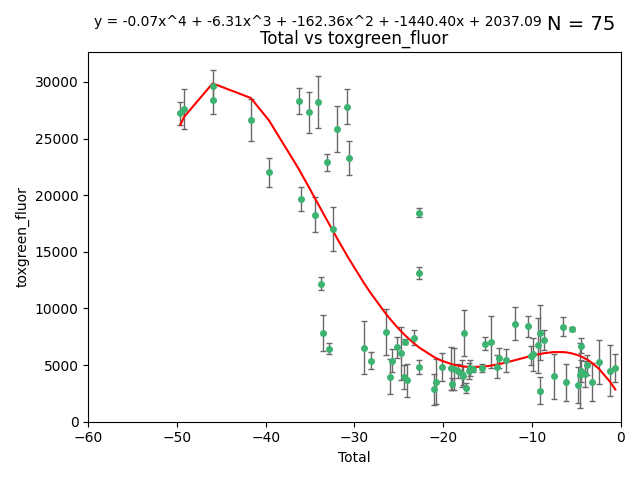 y = -0.07x^4 + -6.31x^3 + -162.36x^2 + -1440.40x + 2037.09 N = 75
Total vs toxgreen_fluor
30000
25000
20000
15000
10000
5000
0
toxgreen_fluor
−60 −50 −40 −30 −20 −10 0
Total